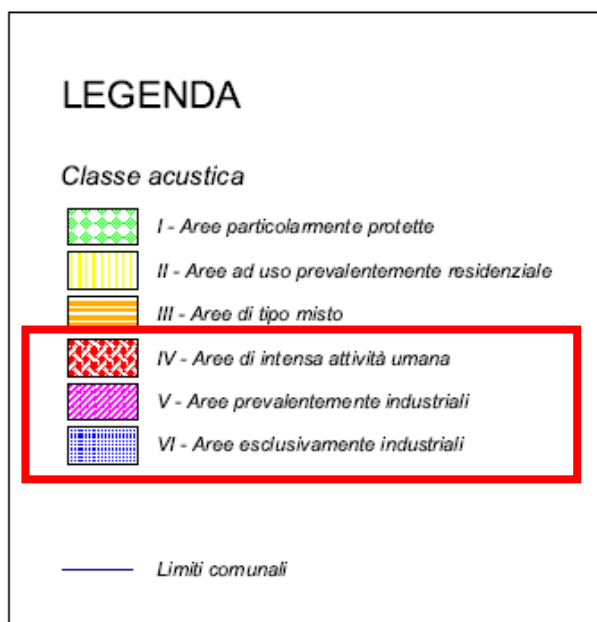 LEGENDA
Classe acustica
I - Aree particolarmente protette
II - Aree ad uso prevalentemente residenziale
III - Aree di tipo misto
IV - Aree di intensa attività umana
V - Aree prevalentemente industriali
VI - Aree esclusivamente industriali
Limiti comunali